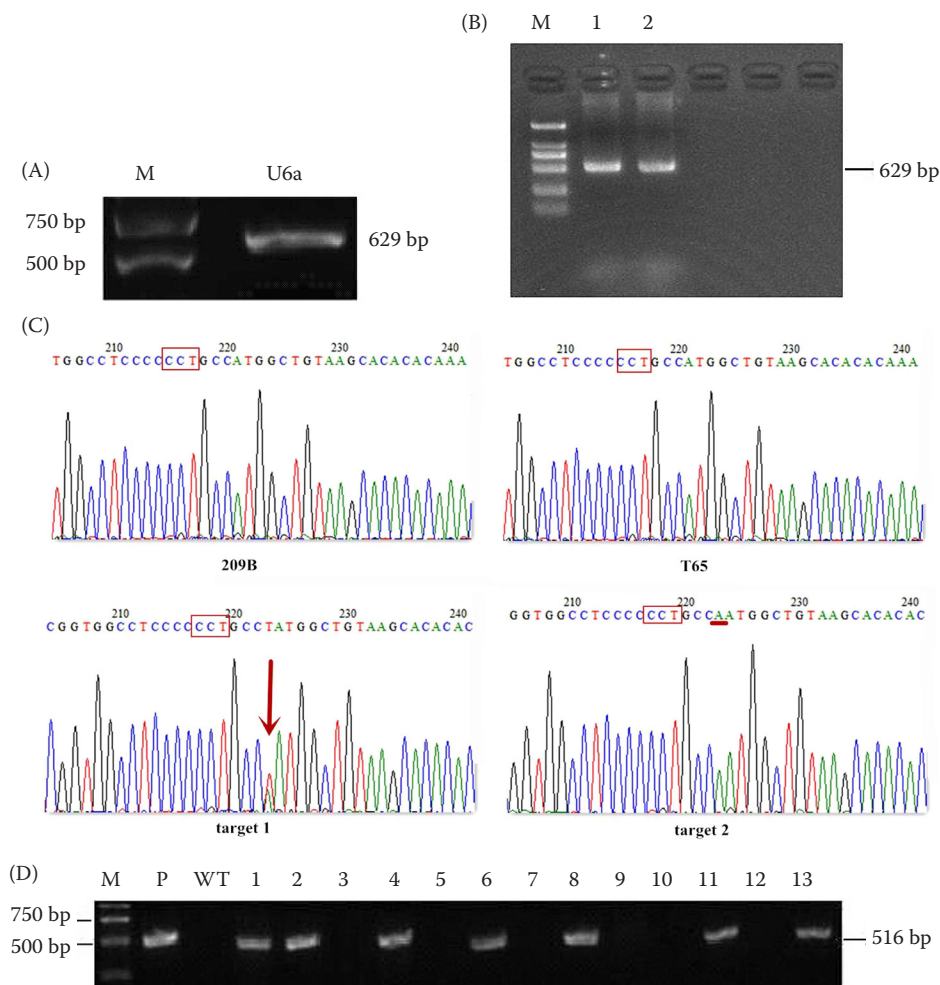 (A)
M U6a
750 bp
500 bp
629 bp
(B)
M 1 2
629 bp
(C)
210 220 230 240
TGGCCTCCCCCCTGCCATGGCTGTAAGCACACACAAA
209B
210 220 230 240
TGGCCTCCCCCCTGCCATGGCTGTAAGCACACACAAA
T65
210 220 230 240
CGGTGGCCTCCCCCCTGCCTATGGCTGTAAGCACACAC
target 1
210 220 230 240
GGTGGCCTCCCCCCTGCCAATGGCTGTAAGCACACAC
target 2
(D)
M P WT 1 2 3 4 5 6 7 8 9 10 11 12 13
750 bp
500 bp
516 bp